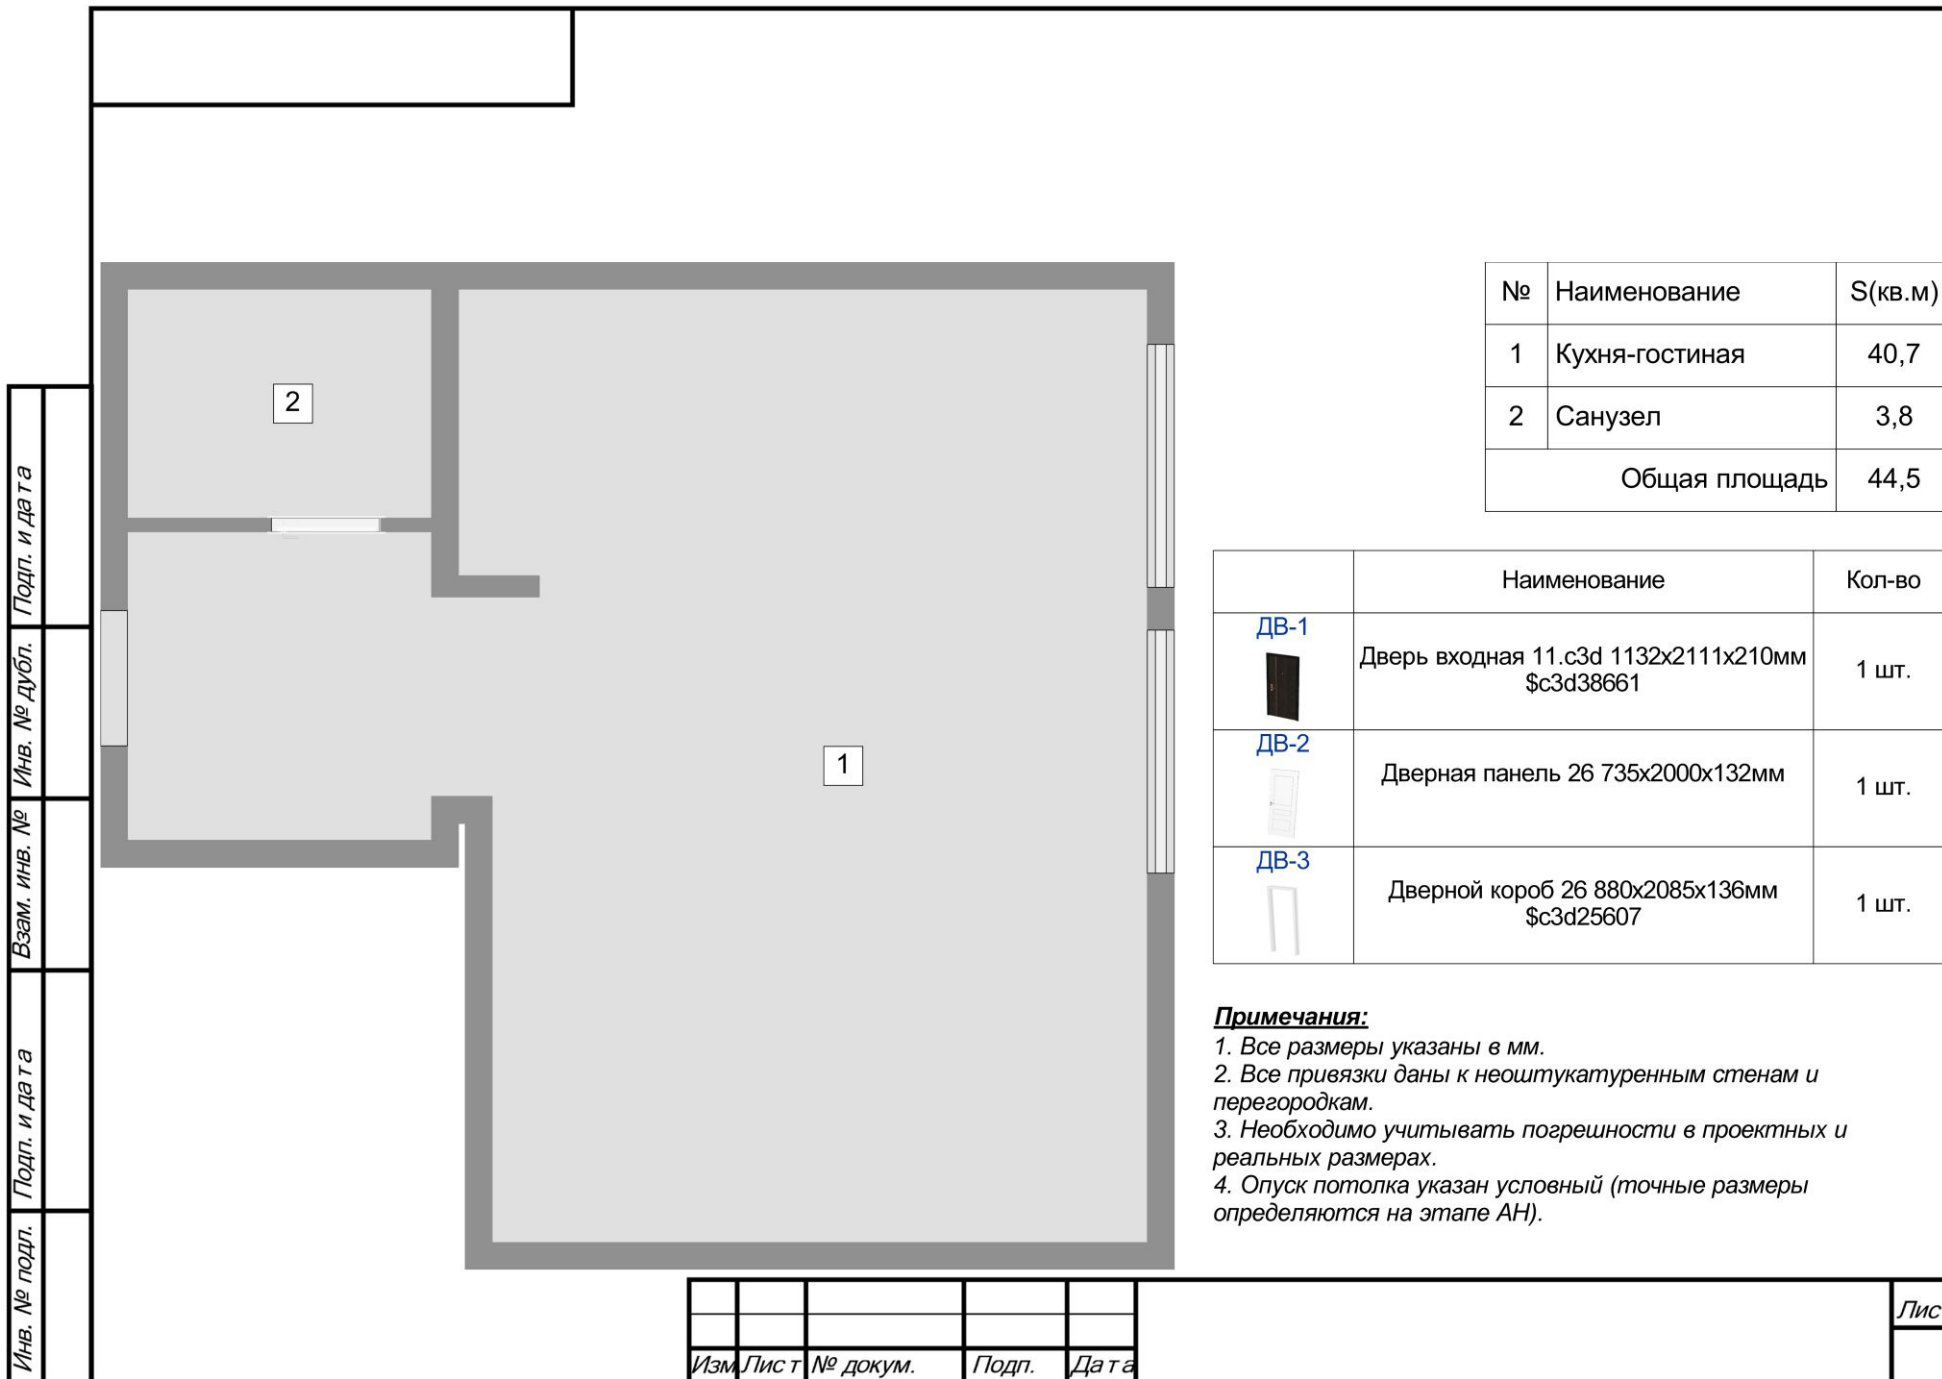 № Наименование S(кв.м)
1 Кухня-гостиная 40,7
2 Санузел 3,8
Общая площадь 44,5
2
1
Наименование Кол-во
ДВ-1
Дверь входная 11.c3d 1132x2111x210мм
$c3d38661
1 шт.
ДВ-2
Дверная панель 26 735x2000x132мм
1 шт.
ДВ-3
Дверной короб 26 880x2085x136мм
$c3d25607
1 шт.
Примечания:
1. Все размеры указаны в мм.
2. Все привязки даны к неоштукатуренным стенам и
перегородкам.
3. Необходимо учитывать погрешности в проектных и
реальных размерах.
4. Опуск потолка указан условный (точные размеры
определяются на этапе АН).
Подп. и дата
Инв. № дубл.
Взам. инв. №
Подп. и дата
Инв. № подл.
Изм Лист № докум. Подп. Дата
Лис